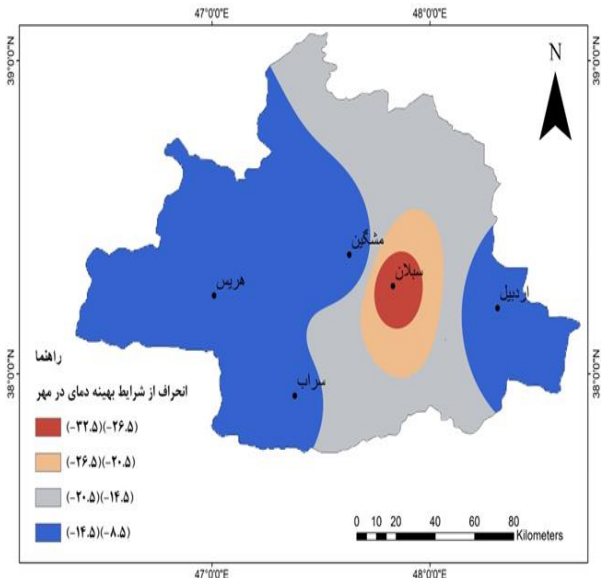 47°0'0"E 48°0'0"E
39°0'0"N 39°0'0"N
N
مشگین
سبلان
هریس
اردبیل
38°0'0"N 38°0'0"N
سراب
راهنما
انحراف از شرایط بهینه دمای در مهر
(-۳۲.۵)(-۲۶.۵)
(-۲۶.۵)(-۲۰.۵)
(-۲۰.۵)(-۱۴.۵)
(-۱۴.۵)(-۸.۵)
0 10 20 40 60 80
Kilometers
47°0'0"E 48°0'0"E